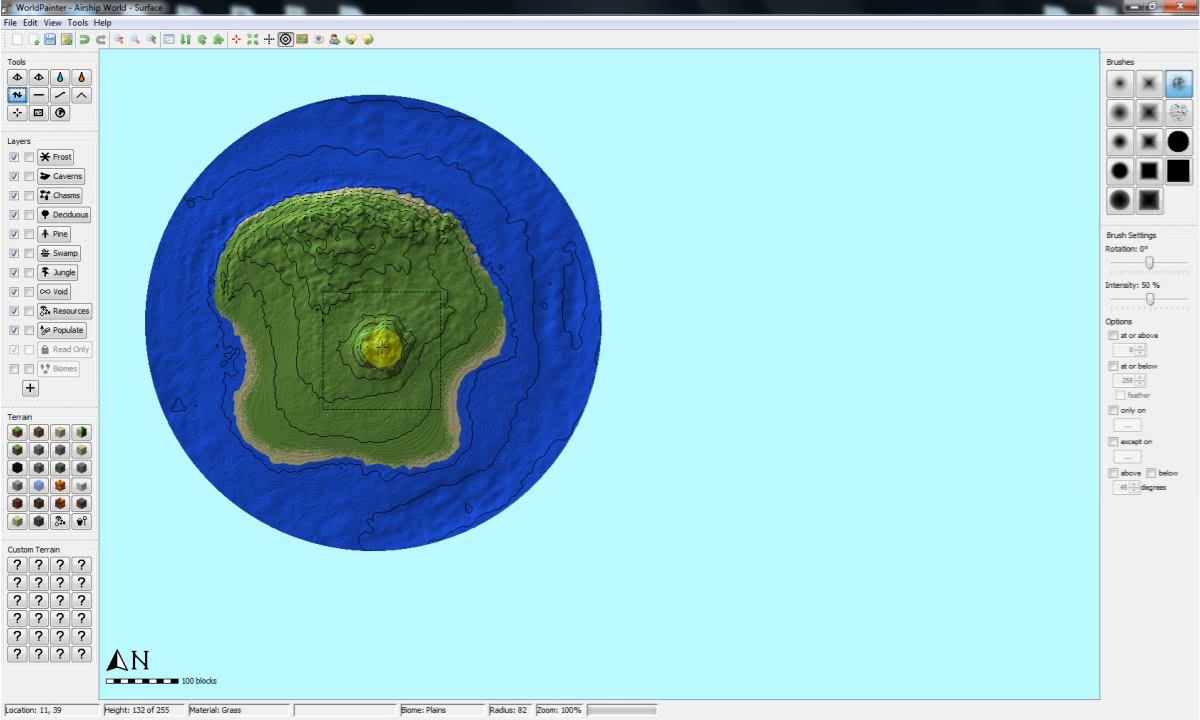 WorldPainter - Airship World - Surface
File Edit View Tools Help
Tools
Layers
Frost
Caverns
Chasms
Deciduous
Pine
Swamp
Jungle
Void
Resources
Populate
Read Only
Biomes
+
Terrain
Custom Terrain
? ? ? ?
? ? ? ?
? ? ? ?
? ? ? ?
? ? ? ?
? ? ? ?
N
100 blocks
Brushes
Brush Settings
Rotation: 0°
Intensity: 50 %
Options
at or above
0
at or below
255
feather
only on
...
except on
...
above below
45 degrees
Location: 11, 39 Height: 132 of 255 Material: Grass Biome: Plains Radius: 82 Zoom: 100%